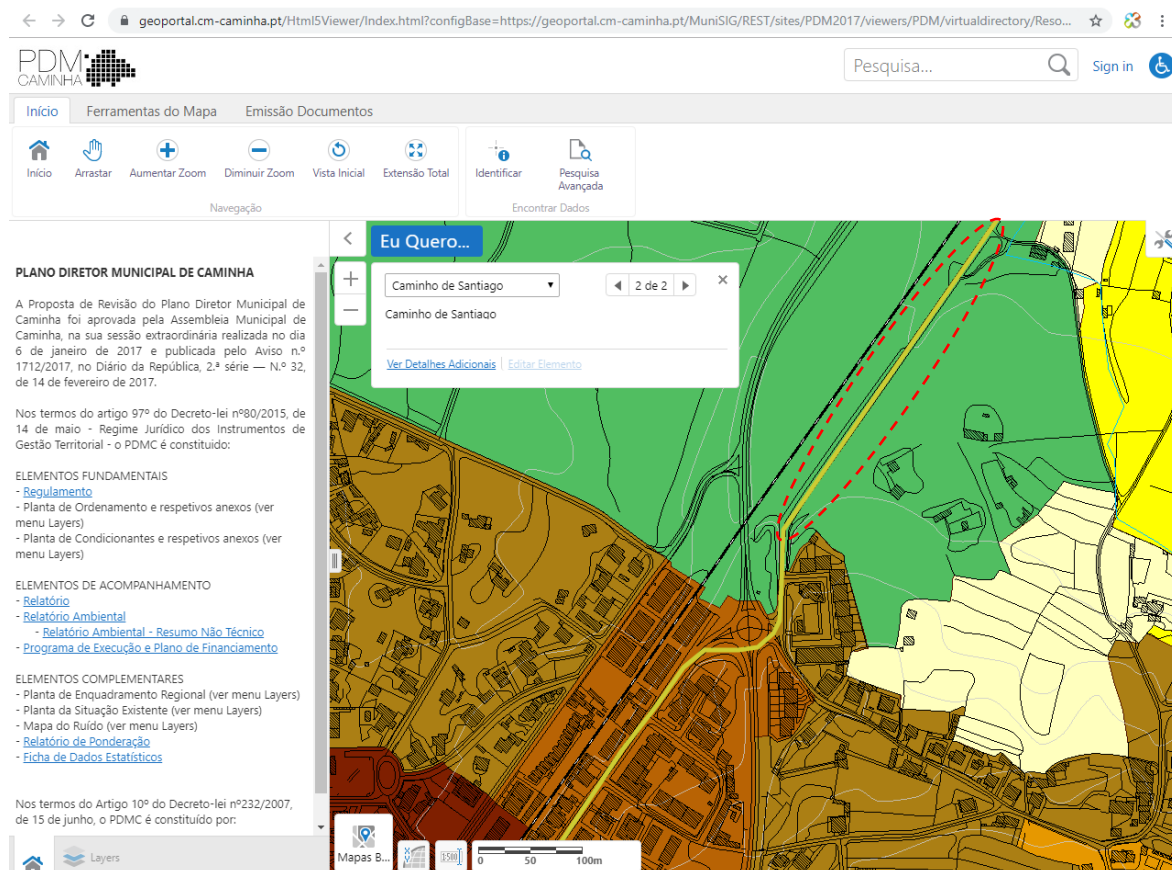 geoportal.cm-caminha.pt/Html5Viewer/Index.html?configBase=https://geoportal.cm-caminha.pt/MuniSIG/REST/sites/PDM2017/viewers/PDM/virtualdirectory/Reso...
PDM
CAMINHA
Pesquisa...
Sign in
Início
Ferramentas do Mapa
Emissão Documentos
Início
Arrastar
Aumentar Zoom
Diminuir Zoom
Vista Inicial
Extensão Total
Identificar
Pesquisa
Avançada
Navegação
Encontrar Dados
PLANO DIRETOR MUNICIPAL DE CAMINHA
A Proposta de Revisão do Plano Diretor Municipal de
Caminha foi aprovada pela Assembleia Municipal de
Caminha, na sua sessão extraordinária realizada no dia
6 de janeiro de 2017 e publicada pelo Aviso n.º
1712/2017, no Diário da República, 2.ª série — N.º 32,
de 14 de fevereiro de 2017.
Nos termos do artigo 97º do Decreto-lei nº80/2015, de
14 de maio - Regime Jurídico dos Instrumentos de
Gestão Territorial - o PDMC é constituido:
ELEMENTOS FUNDAMENTAIS
- Regulamento
- Planta de Ordenamento e respetivos anexos (ver
menu Layers)
- Planta de Condicionantes e respetivos anexos (ver
menu Layers)
ELEMENTOS DE ACOMPANHAMENTO
- Relatório
- Relatório Ambiental
- Relatório Ambiental - Resumo Não Técnico
- Programa de Execução e Plano de Financiamento
ELEMENTOS COMPLEMENTARES
- Planta de Enquadramento Regional (ver menu Layers)
- Planta da Situação Existente (ver menu Layers)
- Mapa do Ruído (ver menu Layers)
- Relatório de Ponderação
- Ficha de Dados Estatísticos
Nos termos do Artigo 10º do Decreto-lei nº232/2007,
de 15 de junho, o PDMC é constituído por:
Layers
Eu Quero...
Caminho de Santiago
2 de 2
Caminho de Santiago
Ver Detalhes Adicionais
Editar Elemento
Mapas B...
X Y
1:500
0 50 100m